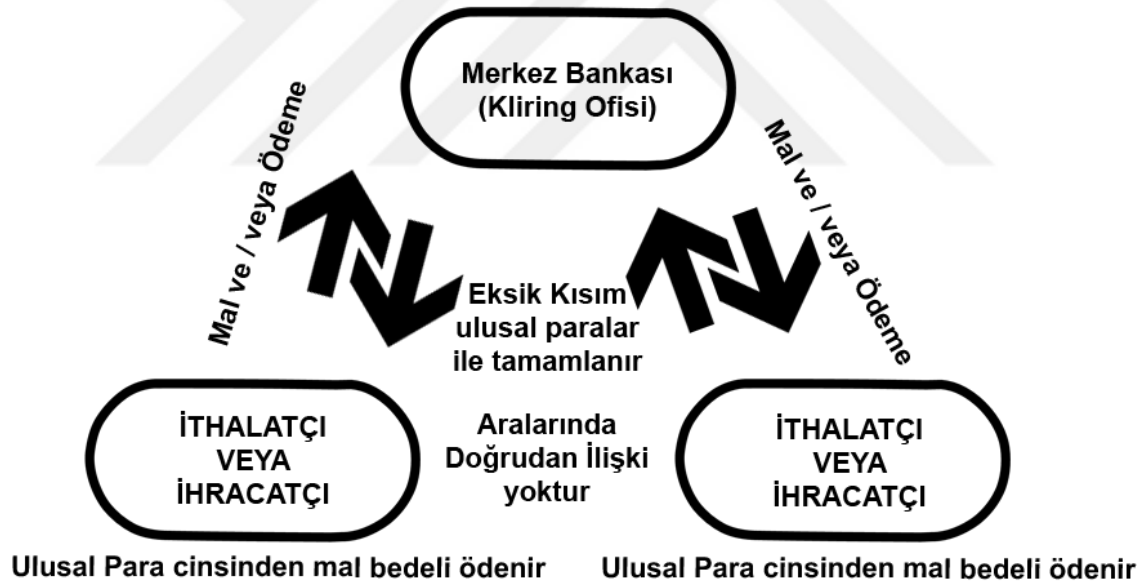 Merkez Bankası
(Kliring Ofisi)
Mal ve / veya Ödeme
Mal ve / veya Ödeme
Eksik Kısım
ulusal paralar
ile tamamlanır
İTHALATÇI
VEYA
İHRACATÇI
Aralarında
Doğrudan İlişki
yoktur
İTHALATÇI
VEYA
İHRACATÇI
Ulusal Para cinsinden mal bedeli ödenir
Ulusal Para cinsinden mal bedeli ödenir